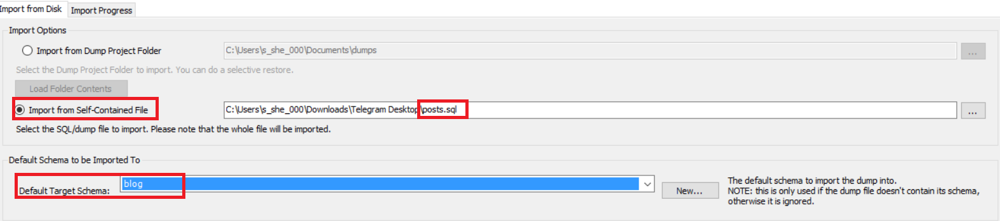 Import from Disk
Import Progress
Import Options
Import from Dump Project Folder
C:\Users\s_she_000\Documents\dumps
...
Select the Dump Project Folder to import. You can do a selective restore.
Load Folder Contents
Import from Self-Contained File
C:\Users\s_she_000\Downloads\Telegram Desktop\posts.sql
...
Select the SQL/dump file to import. Please note that the whole file will be imported.
Default Schema to be Imported To
Default Target Schema:
blog
New...
The default schema to import the dump into.
NOTE: this is only used if the dump file doesn't contain its schema,
otherwise it is ignored.